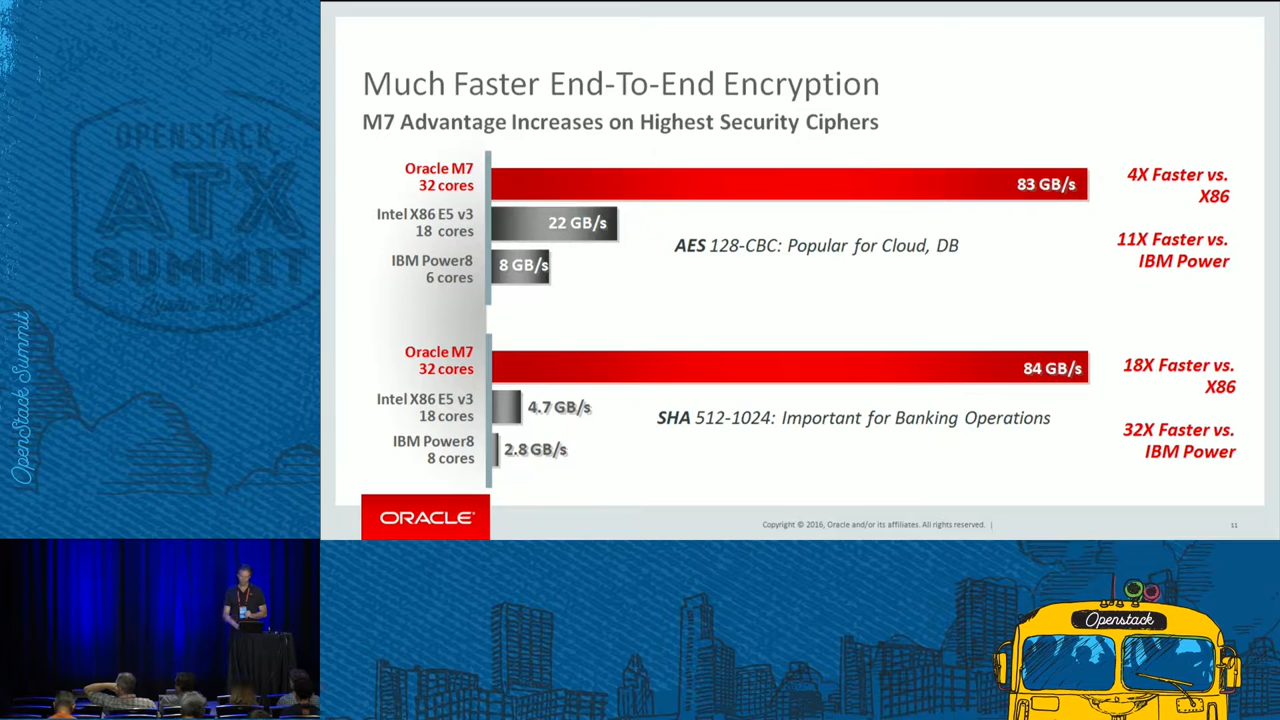 Much Faster End-To-End Encryption
M7 Advantage Increases on Highest Security Ciphers
Oracle M7
32 cores
83 GB/s
4X Faster vs.
X86
Intel X86 E5 v3
18 cores
22 GB/s
AES 128-CBC: Popular for Cloud, DB
11X Faster vs.
IBM Power
IBM Power8
6 cores
8 GB/s
Oracle M7
32 cores
84 GB/s
18X Faster vs.
X86
Intel X86 E5 v3
18 cores
4.7 GB/s
SHA 512-1024: Important for Banking Operations
32X Faster vs.
IBM Power
IBM Power8
8 cores
2.8 GB/s
ORACLE
Copyright © 2016, Oracle and/or its affiliates. All rights reserved. |
11
OPENSTACK
ATX
SUMMIT
Austin 2016
OpenStack Summit
Openstack